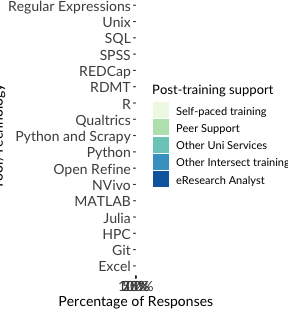 Regular Expressions
Unix
SQL
SPSS
REDCap
RDMT
R
Qualtrics
Python and Scrapy
Python
Open Refine
NVivo
MATLAB
Julia
HPC
Git
Excel
Percentage of Responses
Post-training support
Self-paced training
Peer Support
Other Uni Services
Other Intersect training
eResearch Analyst